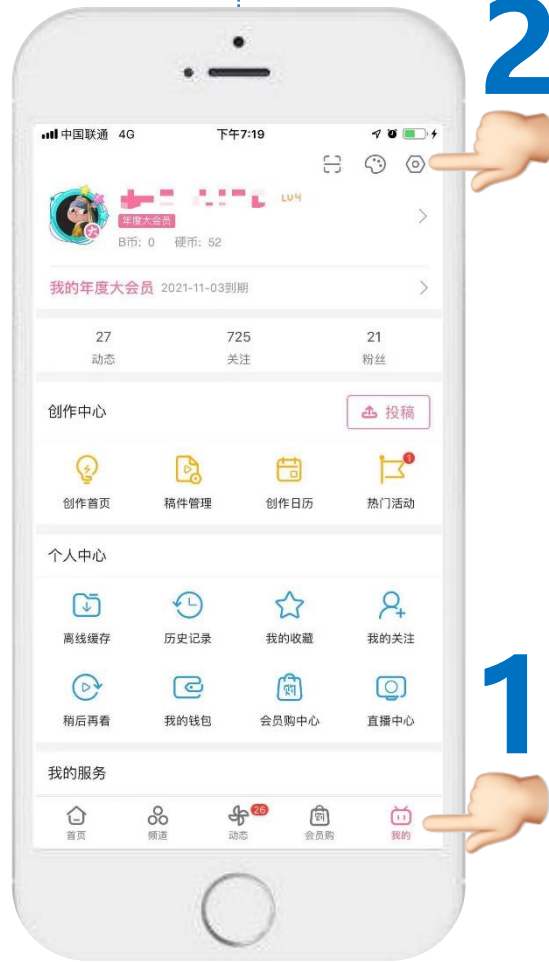 2
中国联通 4G 下午7:19
LV4
年度大会员
大
B币: 0 硬币: 52
我的年度大会员 2021-11-03到期
27 725 21
动态 关注 粉丝
创作中心 投稿
1
创作首页 稿件管理 创作日历 热门活动
个人中心
离线缓存 历史记录 我的收藏 我的关注
稍后再看 我的钱包 会员购中心 直播中心
1
我的服务
26
首页 频道 动态 会员购 我的